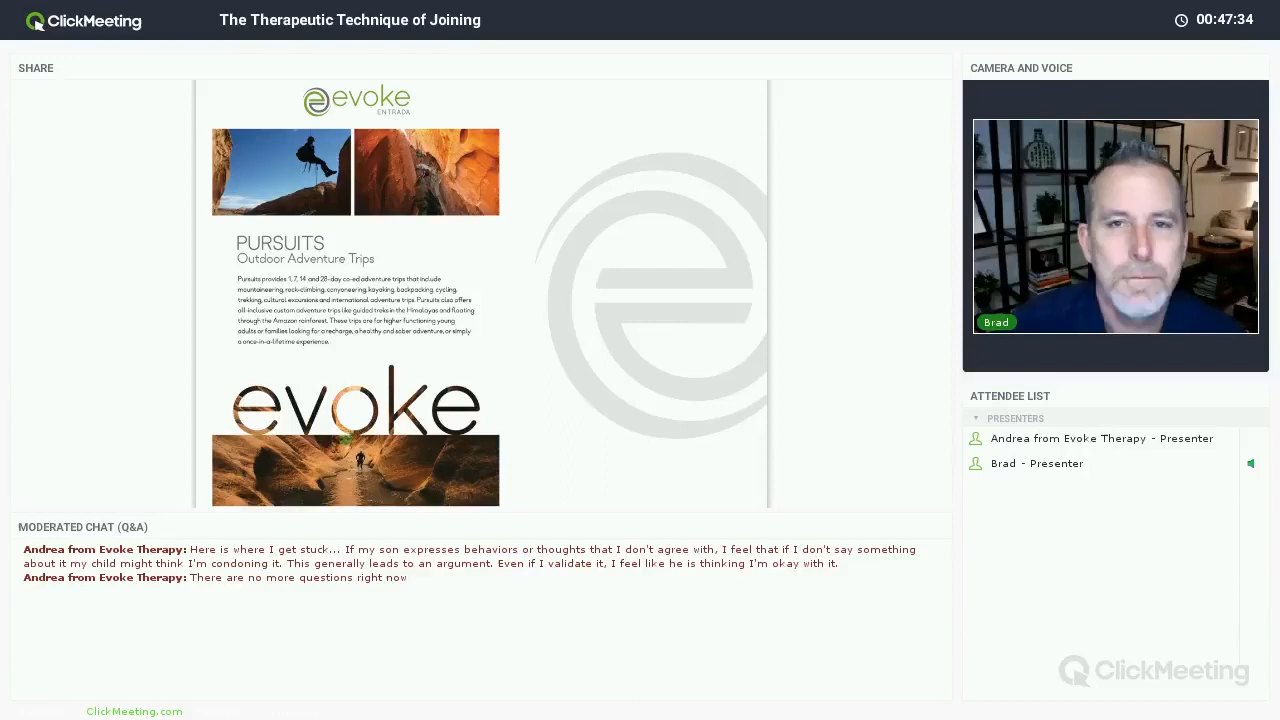 ClickMeeting
The Therapeutic Technique of Joining
00:47:34
SHARE
evoke
ENTRADA
PURSUITS
Outdoor Adventure Trips
Pursuits provides 1, 7, 14 and 28-day co-ed adventure trips that include
mountaineering, rock-climbing, canyoneering, kayaking, backpacking, cycling,
trekking, cultural excursions and international adventure trips. Pursuits also offers
all-inclusive custom adventure trips like guided treks in the Himalayas and floating
through the Amazon rainforest. These trips are for higher functioning young
adults or families looking for a recharge, a healthy and sober adventure, or simply
a once-in-a-lifetime experience.
evoke
CAMERA AND VOICE
Brad
ATTENDEE LIST
PRESENTERS
Andrea from Evoke Therapy - Presenter
Brad - Presenter
MODERATED CHAT (Q&A)
Andrea from Evoke Therapy: Here is where I get stuck... If my son expresses behaviors or thoughts that I don't agree with, I feel that if I don't say something
about it my child might think I'm condoning it. This generally leads to an argument. Even if I validate it, I feel like he is thinking I'm okay with it.
Andrea from Evoke Therapy: There are no more questions right now
ClickMeeting
ClickMeeting.com